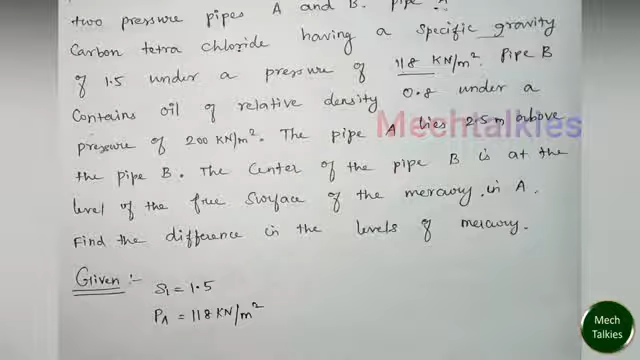 two pressure pipes A and B. pipe A
Carbon tetra chloride having a specific gravity
of 1.5 under a pressure of 118 KN/m². Pipe B
Contains oil of relative density 0.8 under a
pressure of 200 KN/m². The pipe A lies 2.5m above
the pipe B. The Center of the pipe B is at the
level of the free Surface of the mercury in A.
Find the difference in the levels of mercury.
Given :-
S₁ = 1.5
P_A = 118 KN/m²
Mechtalkies
Mech
Talkies